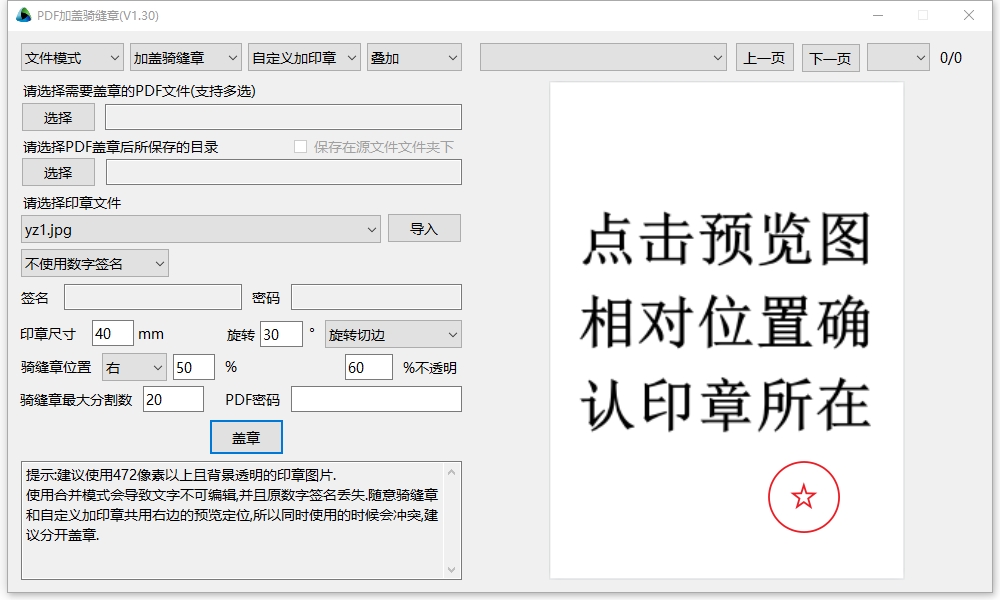 PDF加盖骑缝章(V1.30)
文件模式 加盖骑缝章 自定义加印章 叠加 上一页 下一页 0/0
请选择需要盖章的PDF文件(支持多选)
选择
请选择PDF盖章后所保存的目录 保存在源文件文件夹下
选择
请选择印章文件
yz1.jpg 导入
不使用数字签名
签名 密码
印章尺寸 40 mm 旋转 30 ° 旋转切边
骑缝章位置 右 50 % 60 %不透明
骑缝章最大分割数 20 PDF密码
盖章
提示:建议使用472像素以上且背景透明的印章图片.
使用合并模式会导致文字不可编辑,并且原数字签名丢失.随意骑缝章
和自定义加印章共用右边的预览定位,所以同时使用的时候会冲突,建
议分开盖章.
点击预览图
相对位置确
认印章所在